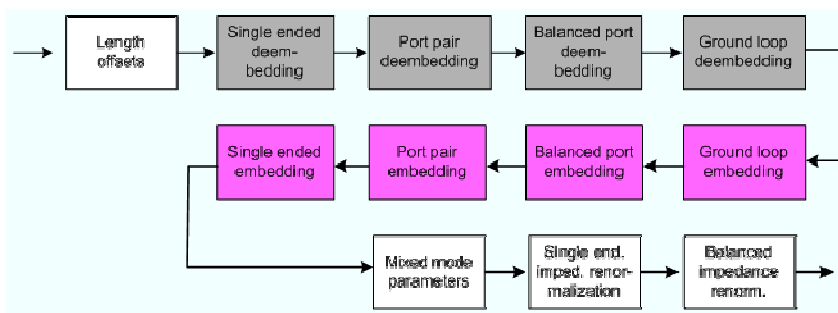 Length
offsets
Single ended
deem-
bedding
Port pair
deembedding
Balanced port
deem-
bedding
Ground loop
deembedding
Single ended
embedding
Port pair
embedding
Balanced port
embedding
Ground loop
embedding
Mixed mode
parameters
Single end.
imped. renor-
malization
Balanced
impedance
renorm.